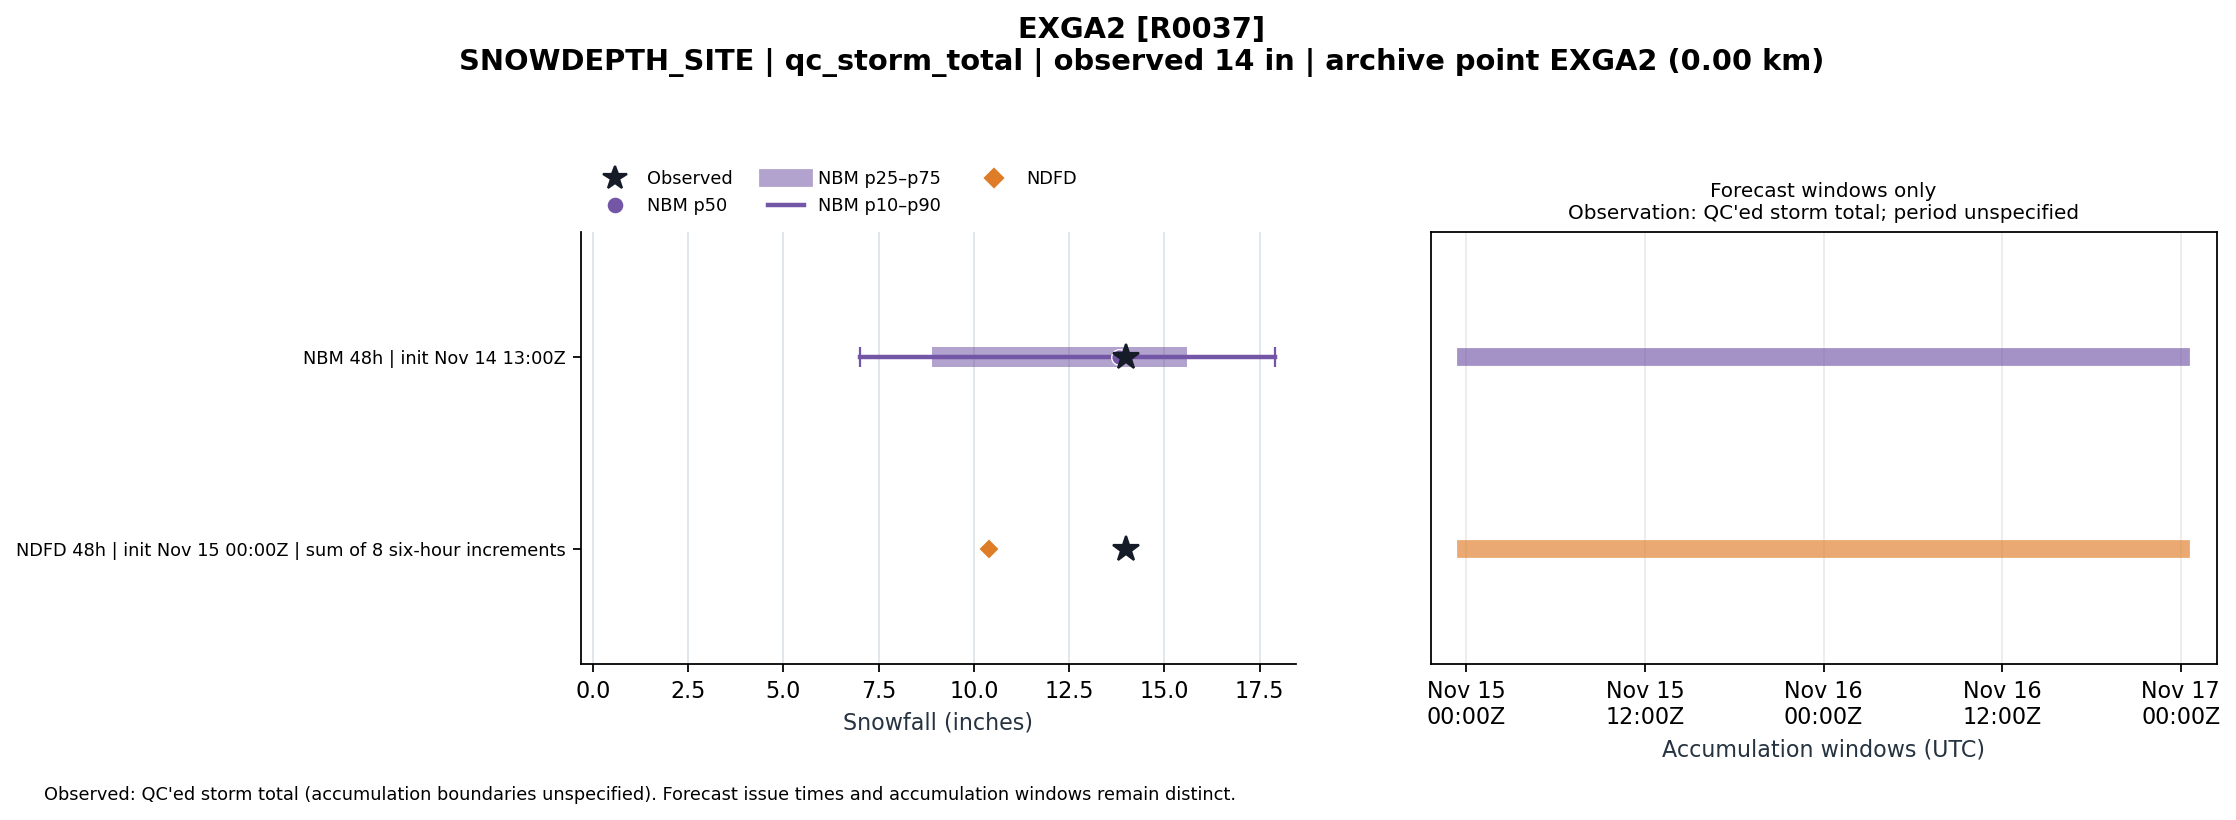 EXGA2 [R0037]
SNOWDEPTH_SITE | qc_storm_total | observed 14 in | archive point EXGA2 (0.00 km)
Observed
NBM p50
NBM p25–p75
NBM p10–p90
NDFD
NBM 48h | init Nov 14 13:00Z
NDFD 48h | init Nov 15 00:00Z | sum of 8 six-hour increments
0.0 2.5 5.0 7.5 10.0 12.5 15.0 17.5
Snowfall (inches)
Forecast windows only
Observation: QC'ed storm total; period unspecified
Nov 15 Nov 15 Nov 16 Nov 16 Nov 17
00:00Z 12:00Z 00:00Z 12:00Z 00:00Z
Accumulation windows (UTC)
Observed: QC'ed storm total (accumulation boundaries unspecified). Forecast issue times and accumulation windows remain distinct.